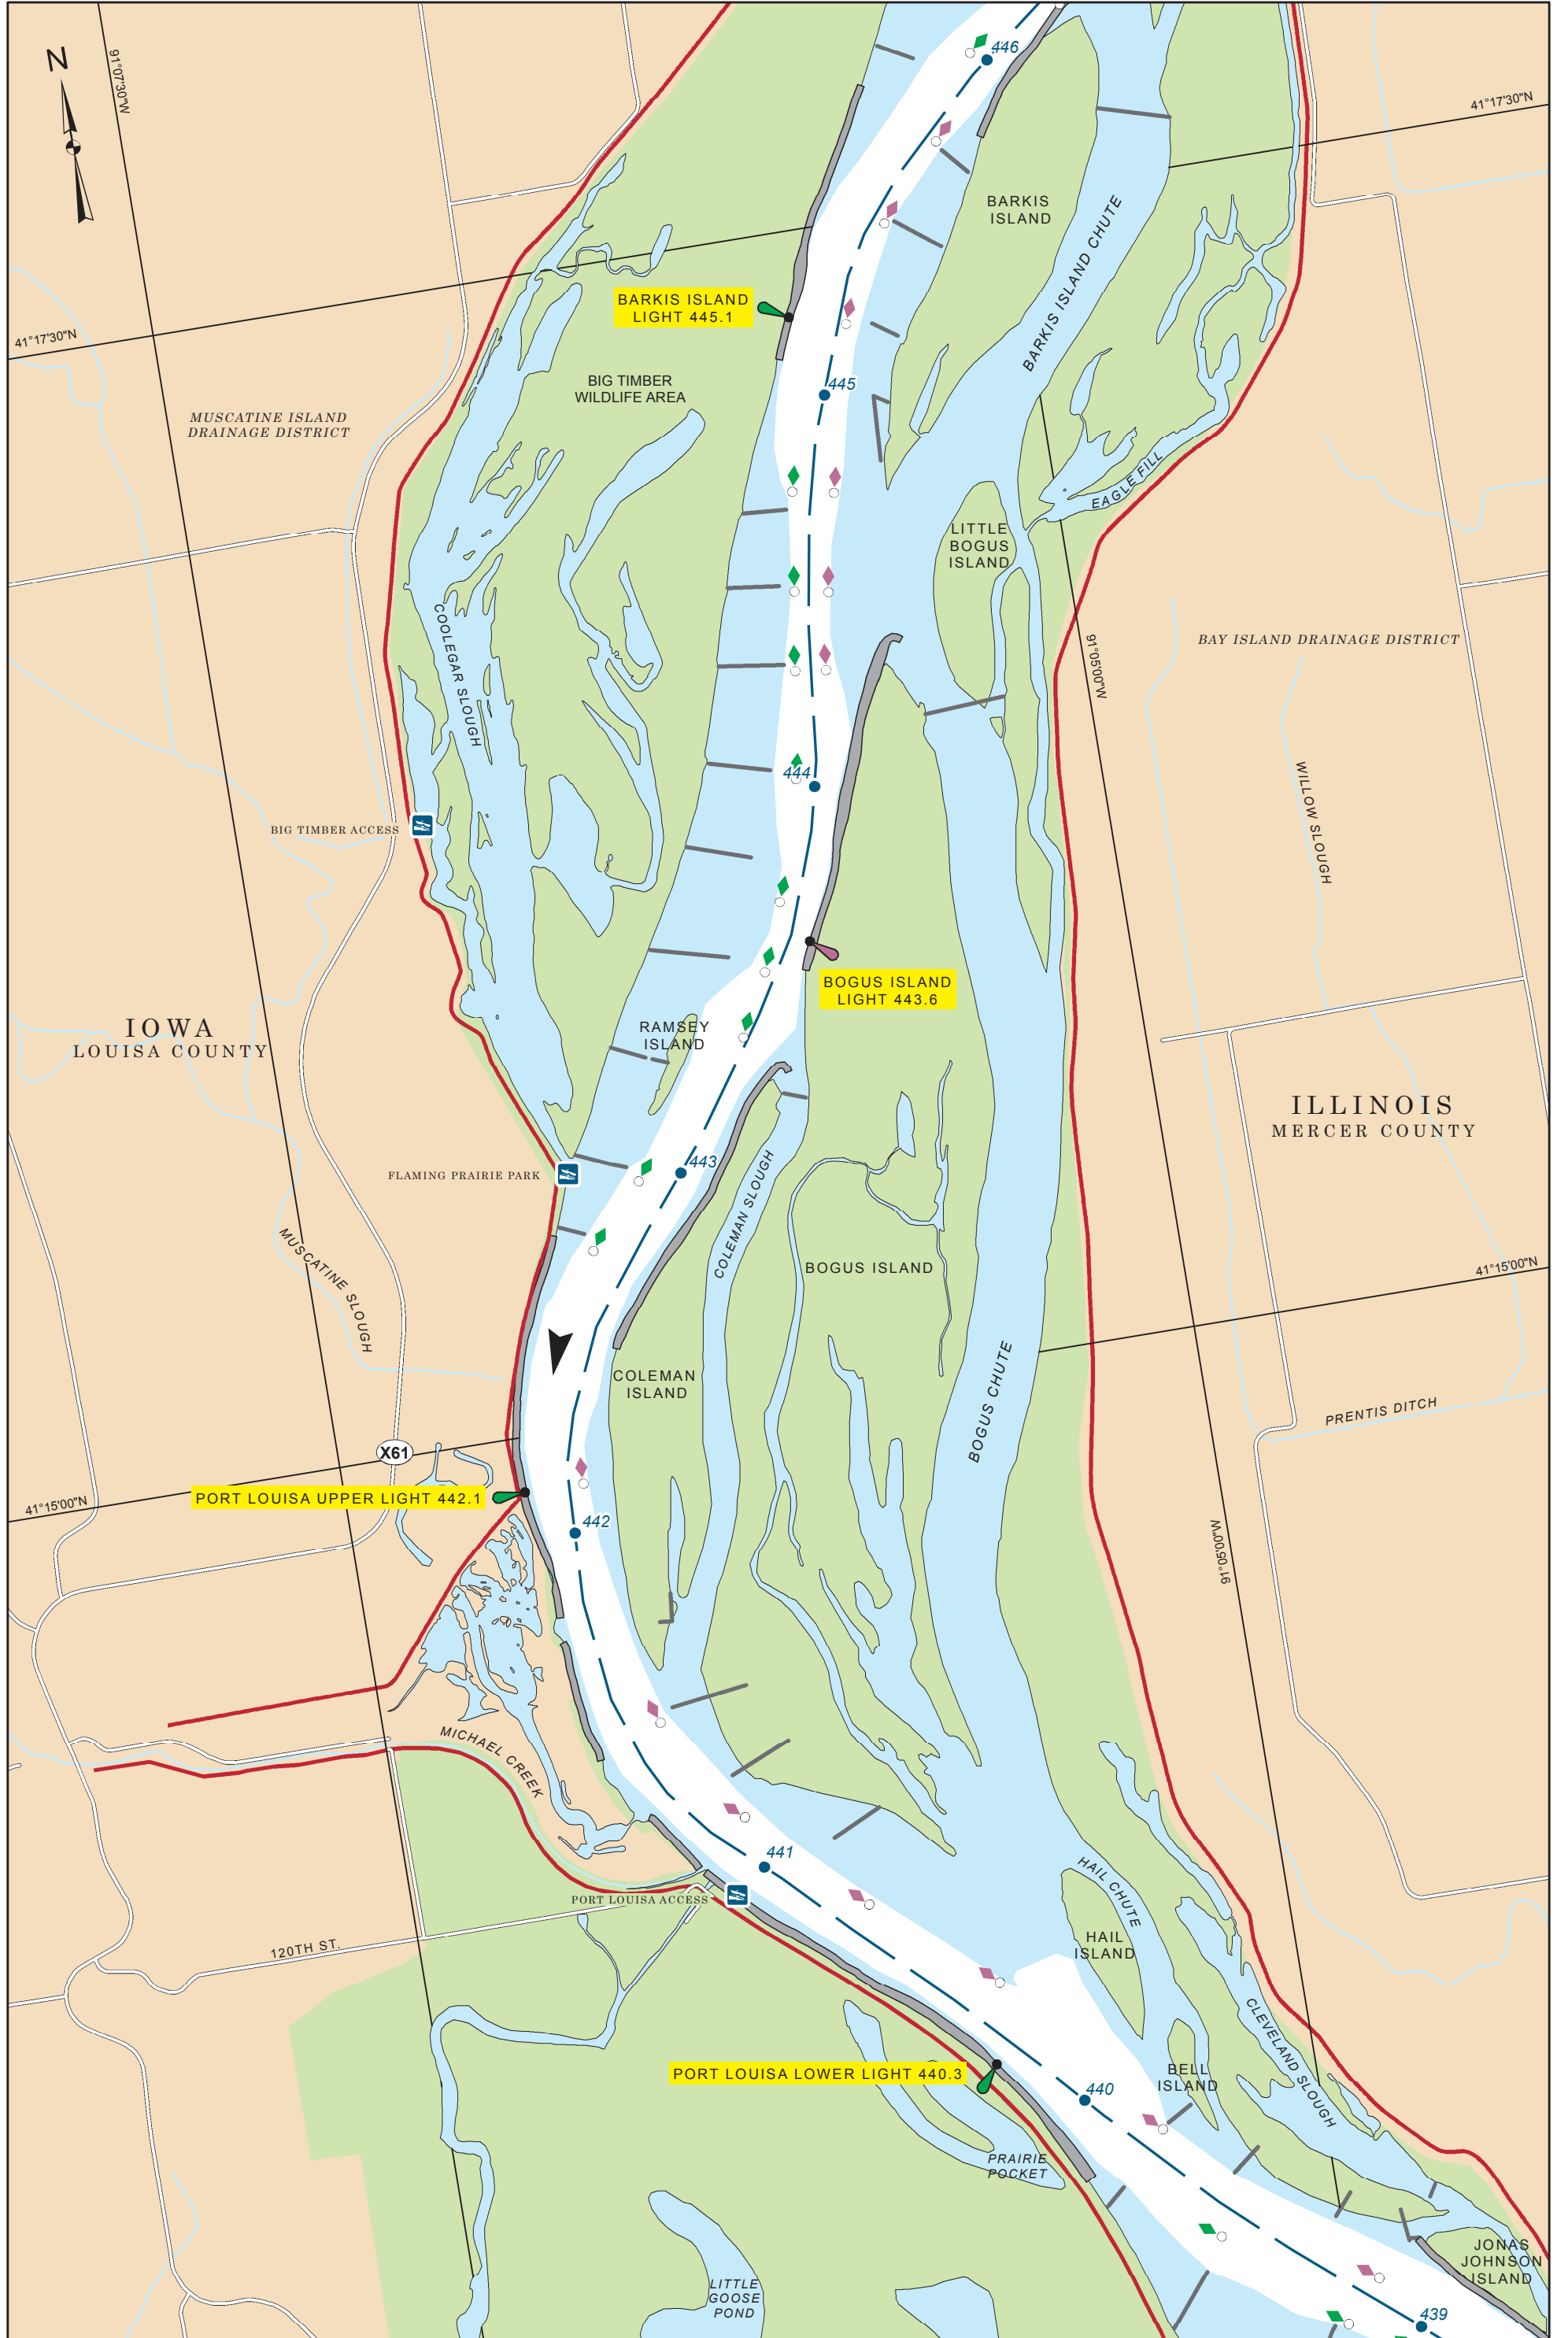 N
91°07'30"W
446
41°17'30"N
BARKIS
ISLAND
BARKIS ISLAND CHUTE
BARKIS ISLAND
LIGHT 445.1
41°17'30"N
445
BIG TIMBER
WILDLIFE AREA
MUSCATINE ISLAND
DRAINAGE DISTRICT
EAGLE FILL
LITTLE
BOGUS
ISLAND
COOLEGAR SLOUGH
91°05'00"W
BAY ISLAND DRAINAGE DISTRICT
444
WILLOW SLOUGH
BIG TIMBER ACCESS
BOGUS ISLAND
LIGHT 443.6
IOWA
LOUISA COUNTY
RAMSEY
ISLAND
ILLINOIS
MERCER COUNTY
443
FLAMING PRAIRIE PARK
COLEMAN SLOUGH
BOGUS ISLAND
41°15'00"N
MUSCATINE SLOUGH
COLEMAN
ISLAND
BOGUS CHUTE
PRENTIS DITCH
X61
PORT LOUISA UPPER LIGHT 442.1
41°15'00"N
442
91°05'00"W
MICHAEL CREEK
441
HAIL CHUTE
PORT LOUISA ACCESS
120TH ST.
HAIL
ISLAND
CLEVELAND SLOUGH
PORT LOUISA LOWER LIGHT 440.3
BELL
ISLAND
440
PRAIRIE
POCKET
JONAS
JOHNSON
ISLAND
LITTLE
GOOSE
POND
439